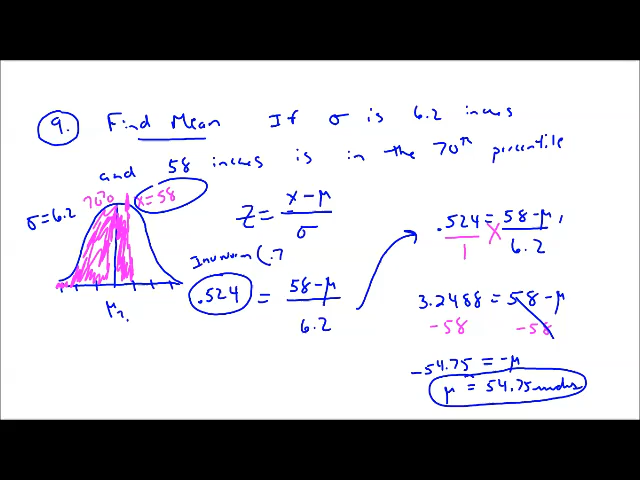 9. Find Mean If σ is 6.2 inches
and 58 inches is in the 70th percentile
70% x=58
σ=6.2
μ?
Z = x-μ / σ
Invnorm(.7
.524 = 58-μ / 6.2
.524 / 1 × 58-μ / 6.2
3.2488 = 58-μ
-58 -58
-54.75 = -μ
μ = 54.75 inches